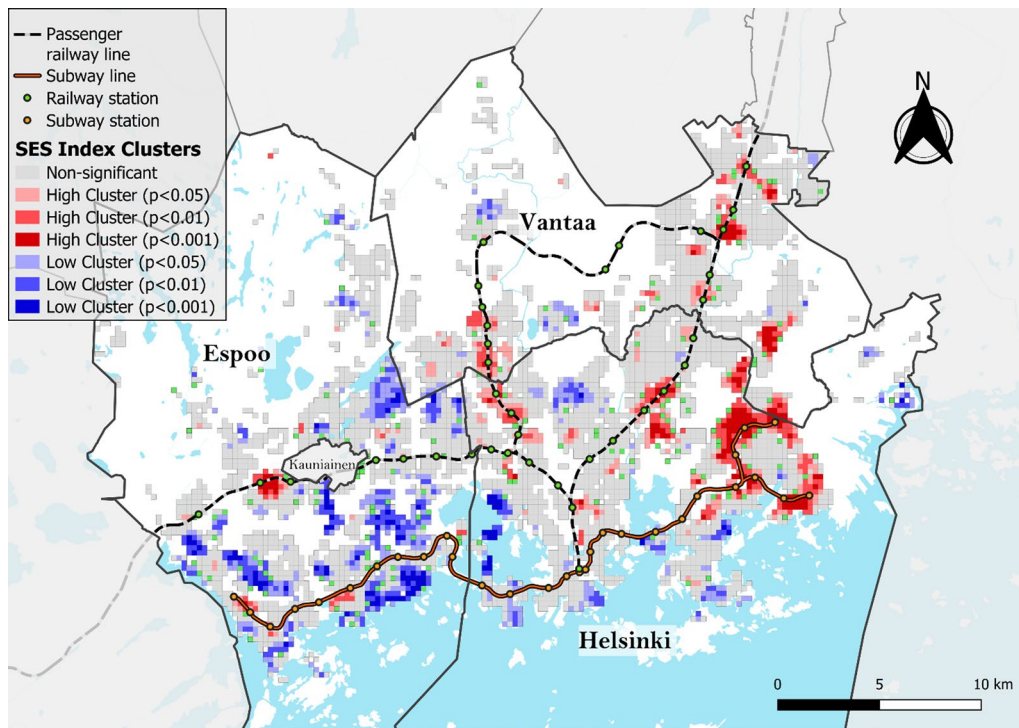 Passenger
railway line
Subway line
Railway station
Subway station
SES Index Clusters
Non-significant
High Cluster (p<0.05)
High Cluster (p<0.01)
High Cluster (p<0.001)
Low Cluster (p<0.05)
Low Cluster (p<0.01)
Low Cluster (p<0.001)
N
Vantaa
Espoo
Kauniainen
Helsinki
0 5 10 km